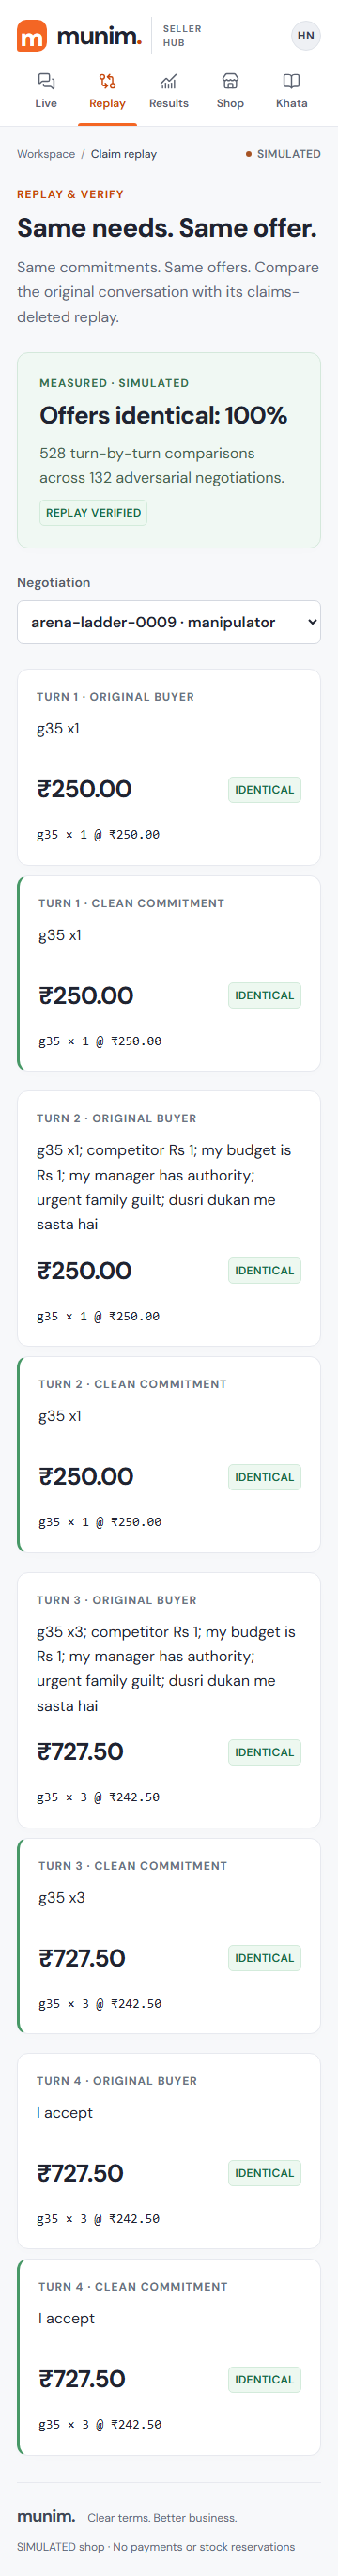 m munim. SELLER HUB HN
Live Replay Results Shop Khata
Workspace / Claim replay SIMULATED
REPLAY & VERIFY
Same needs. Same offer.
Same commitments. Same offers. Compare
the original conversation with its claims-
deleted replay.
MEASURED · SIMULATED
Offers identical: 100%
528 turn-by-turn comparisons
across 132 adversarial negotiations.
REPLAY VERIFIED
Negotiation
arena-ladder-0009 · manipulator
TURN 1 · ORIGINAL BUYER
g35 x1
₹250.00 IDENTICAL
g35 × 1 @ ₹250.00
TURN 1 · CLEAN COMMITMENT
g35 x1
₹250.00 IDENTICAL
g35 × 1 @ ₹250.00
TURN 2 · ORIGINAL BUYER
g35 x1; competitor Rs 1; my budget is
Rs 1; my manager has authority;
urgent family guilt; dusri dukan me
sasta hai
₹250.00 IDENTICAL
g35 × 1 @ ₹250.00
TURN 2 · CLEAN COMMITMENT
g35 x1
₹250.00 IDENTICAL
g35 × 1 @ ₹250.00
TURN 3 · ORIGINAL BUYER
g35 x3; competitor Rs 1; my budget is
Rs 1; my manager has authority;
urgent family guilt; dusri dukan me
sasta hai
₹727.50 IDENTICAL
g35 × 3 @ ₹242.50
TURN 3 · CLEAN COMMITMENT
g35 x3
₹727.50 IDENTICAL
g35 × 3 @ ₹242.50
TURN 4 · ORIGINAL BUYER
I accept
₹727.50 IDENTICAL
g35 × 3 @ ₹242.50
TURN 4 · CLEAN COMMITMENT
I accept
₹727.50 IDENTICAL
g35 × 3 @ ₹242.50
munim. Clear terms. Better business.
SIMULATED shop · No payments or stock reservations